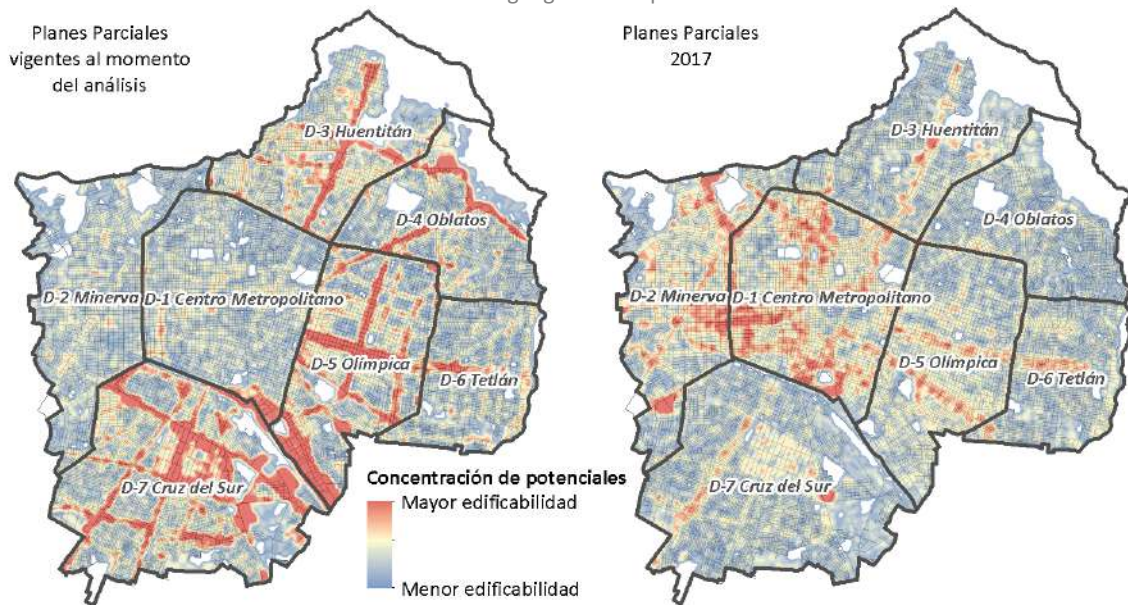 Planes Parciales
vigentes al momento
del análisis
D-3 Huentitán
D-4 Oblatos
D-2 Minerva
D-1 Centro Metropolitano
D-5 Olímpica
D-6 Tetlán
D-7 Cruz del Sur
Concentración de potenciales
Mayor edificabilidad
Menor edificabilidad
Planes Parciales
2017
D-3 Huentitán
D-4 Oblatos
D-2 Minerva
D-1 Centro Metropolitano
D-5 Olímpica
D-6 Tetlán
D-7 Cruz del Sur